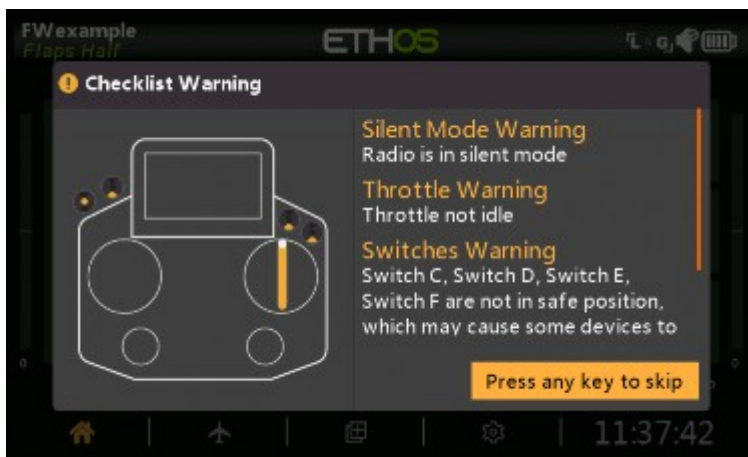 FWexample
Flaps Half
ETHOS
Checklist Warning
Silent Mode Warning
Radio is in silent mode
Throttle Warning
Throttle not idle
Switches Warning
Switch C, Switch D, Switch E,
Switch F are not in safe position,
which may cause some devices to
Press any key to skip
0
0
11:37:42